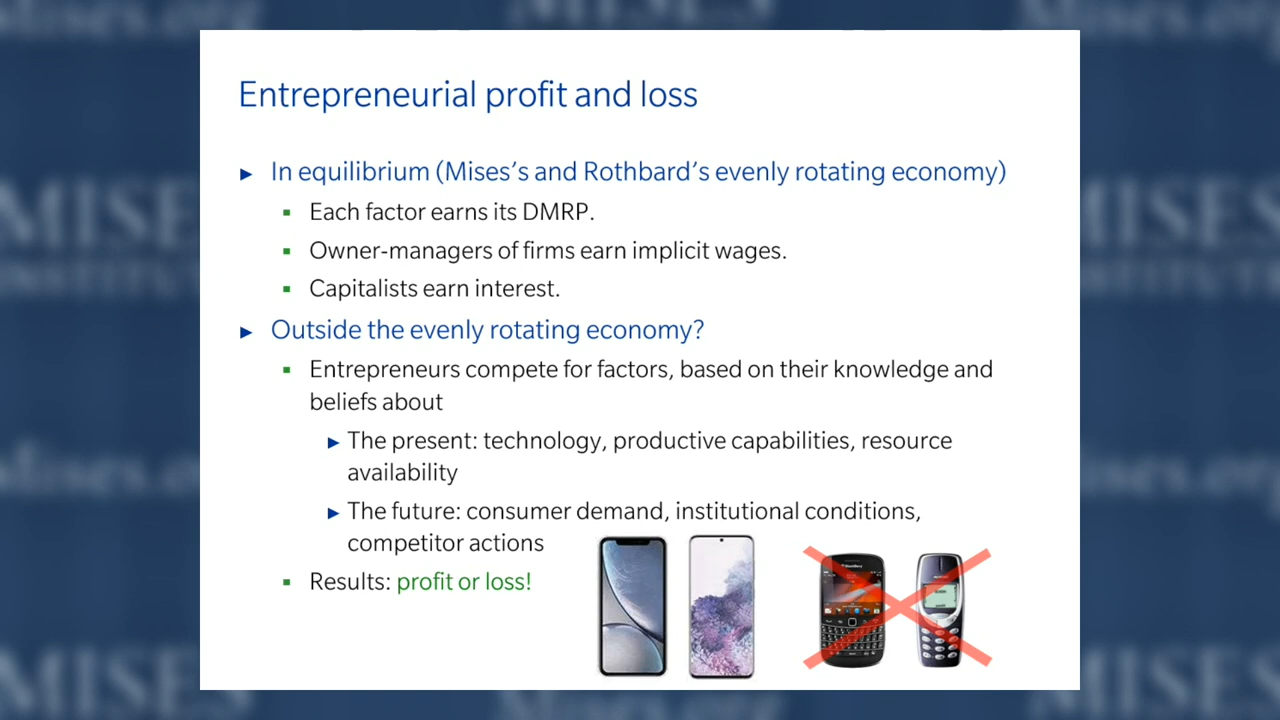 Entrepreneurial profit and loss
► In equilibrium (Mises's and Rothbard's evenly rotating economy)
▪ Each factor earns its DMRP.
▪ Owner-managers of firms earn implicit wages.
▪ Capitalists earn interest.
► Outside the evenly rotating economy?
▪ Entrepreneurs compete for factors, based on their knowledge and
beliefs about
► The present: technology, productive capabilities, resource
availability
► The future: consumer demand, institutional conditions,
competitor actions
▪ Results: profit or loss!